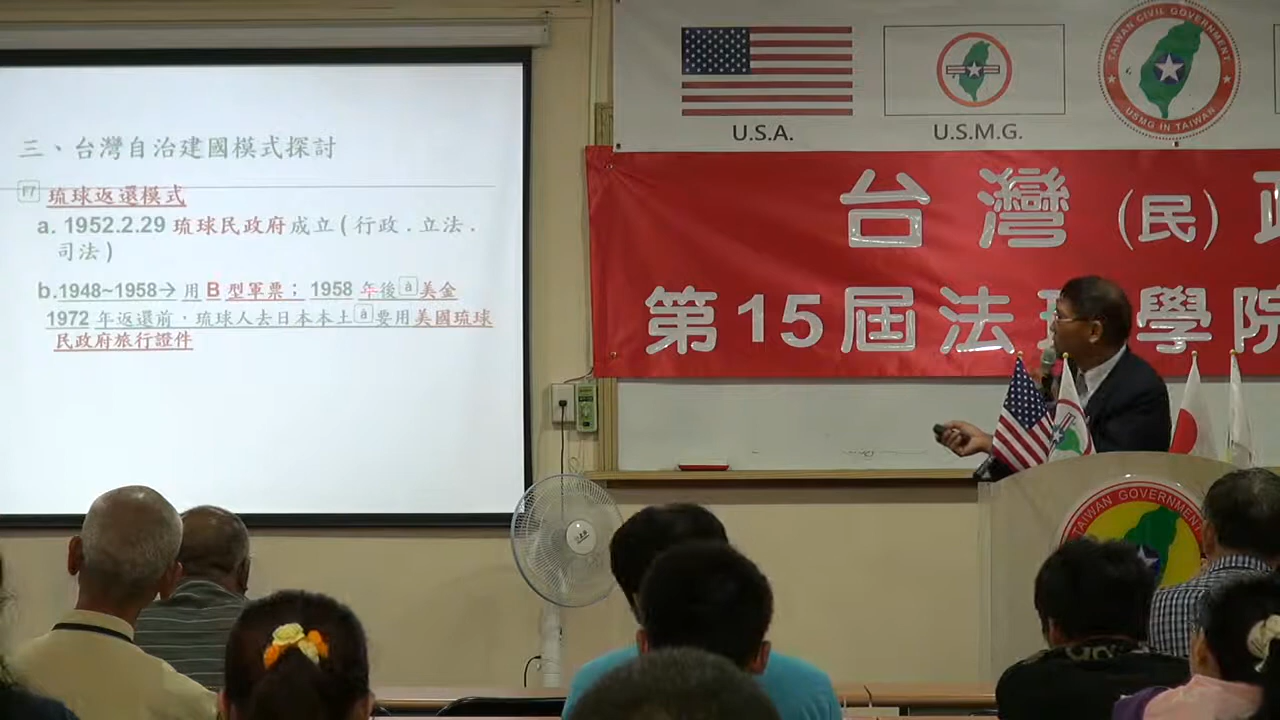 三、台灣自治建國模式探討
F7 琉球返還模式
a. 1952.2.29 琉球民政府成立(行政.立法.
司法)
b.1948~1958→ 用 B 型軍票; 1958 年後à美金
1972 年返還前,琉球人去日本本土à要用美國琉球
民政府旅行證件
U.S.A.
U.S.M.G.
TAIWAN CIVIL GOVERNMENT
USMG IN TAIWAN
台灣(民)政
第15屆法理學院
TAIWAN GOVERNMENT